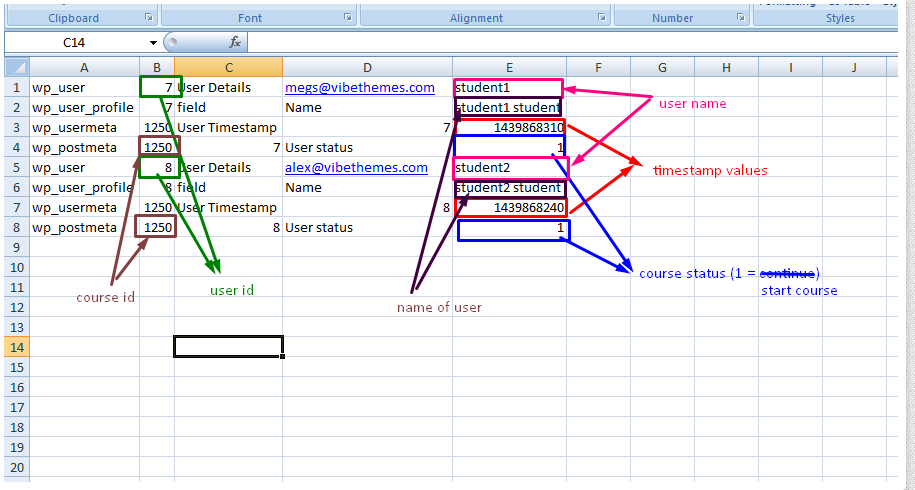 Clipboard Font Alignment Number Styles
C14 fx
A B C D E F G H I J
1 wp_user 7 User Details megs@vibethemes.com student1
2 wp_user_profile 7 field Name student1 student
user name
3 wp_usermeta 1250 User Timestamp 7 1439868310
4 wp_postmeta 1250 7 User status 1
5 wp_user 8 User Details alex@vibethemes.com student2
timestamp values
6 wp_user_profile 8 field Name student2 student
7 wp_usermeta 1250 User Timestamp 8 1439868240
8 wp_postmeta 1250 8 User status 1
9
10
course status (1 = continue)
11
course id
user id
start course
12
name of user
13
14
15
16
17
18
19
20